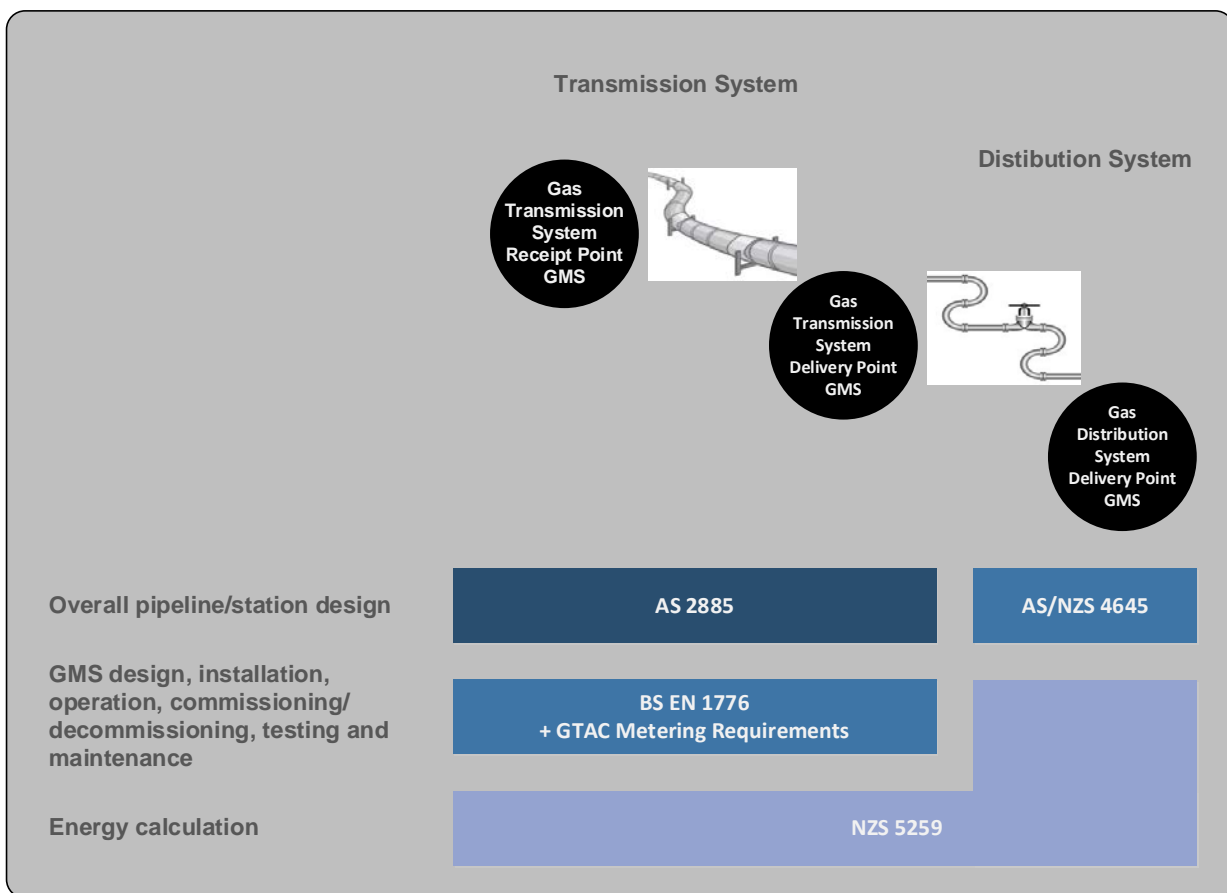 Transmission System
Distibution System
Gas
Transmission
System
Receipt Point
GMS
Gas
Transmission
System
Delivery Point
GMS
Gas
Distribution
System
Delivery Point
GMS
Overall pipeline/station design
AS 2885
AS/NZS 4645
GMS design, installation,
operation, commissioning/
decommissioning, testing and
maintenance
BS EN 1776
+ GTAC Metering Requirements
Energy calculation
NZS 5259